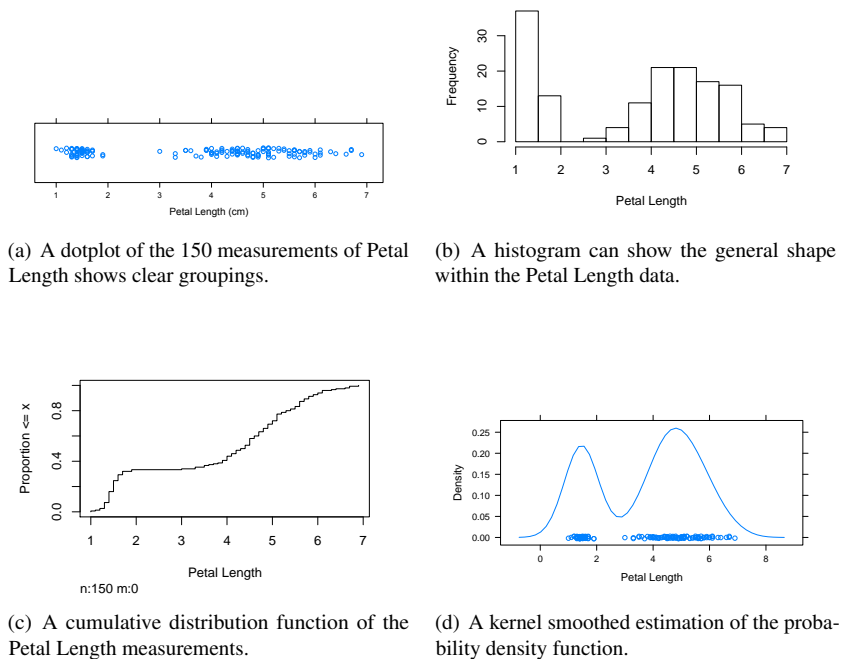 1 2 3 4 5 6 7
Petal Length (cm)
(a) A dotplot of the 150 measurements of Petal
Length shows clear groupings.
Frequency
30
20
10
0
1 2 3 4 5 6 7
Petal Length
(b) A histogram can show the general shape
within the Petal Length data.
Proportion <= x
0.8
0.4
0.0
1 2 3 4 5 6 7
Petal Length
n:150 m:0
(c) A cumulative distribution function of the
Petal Length measurements.
Density
0.25
0.20
0.15
0.10
0.05
0.00
0 2 4 6 8
Petal Length
(d) A kernel smoothed estimation of the proba-
bility density function.